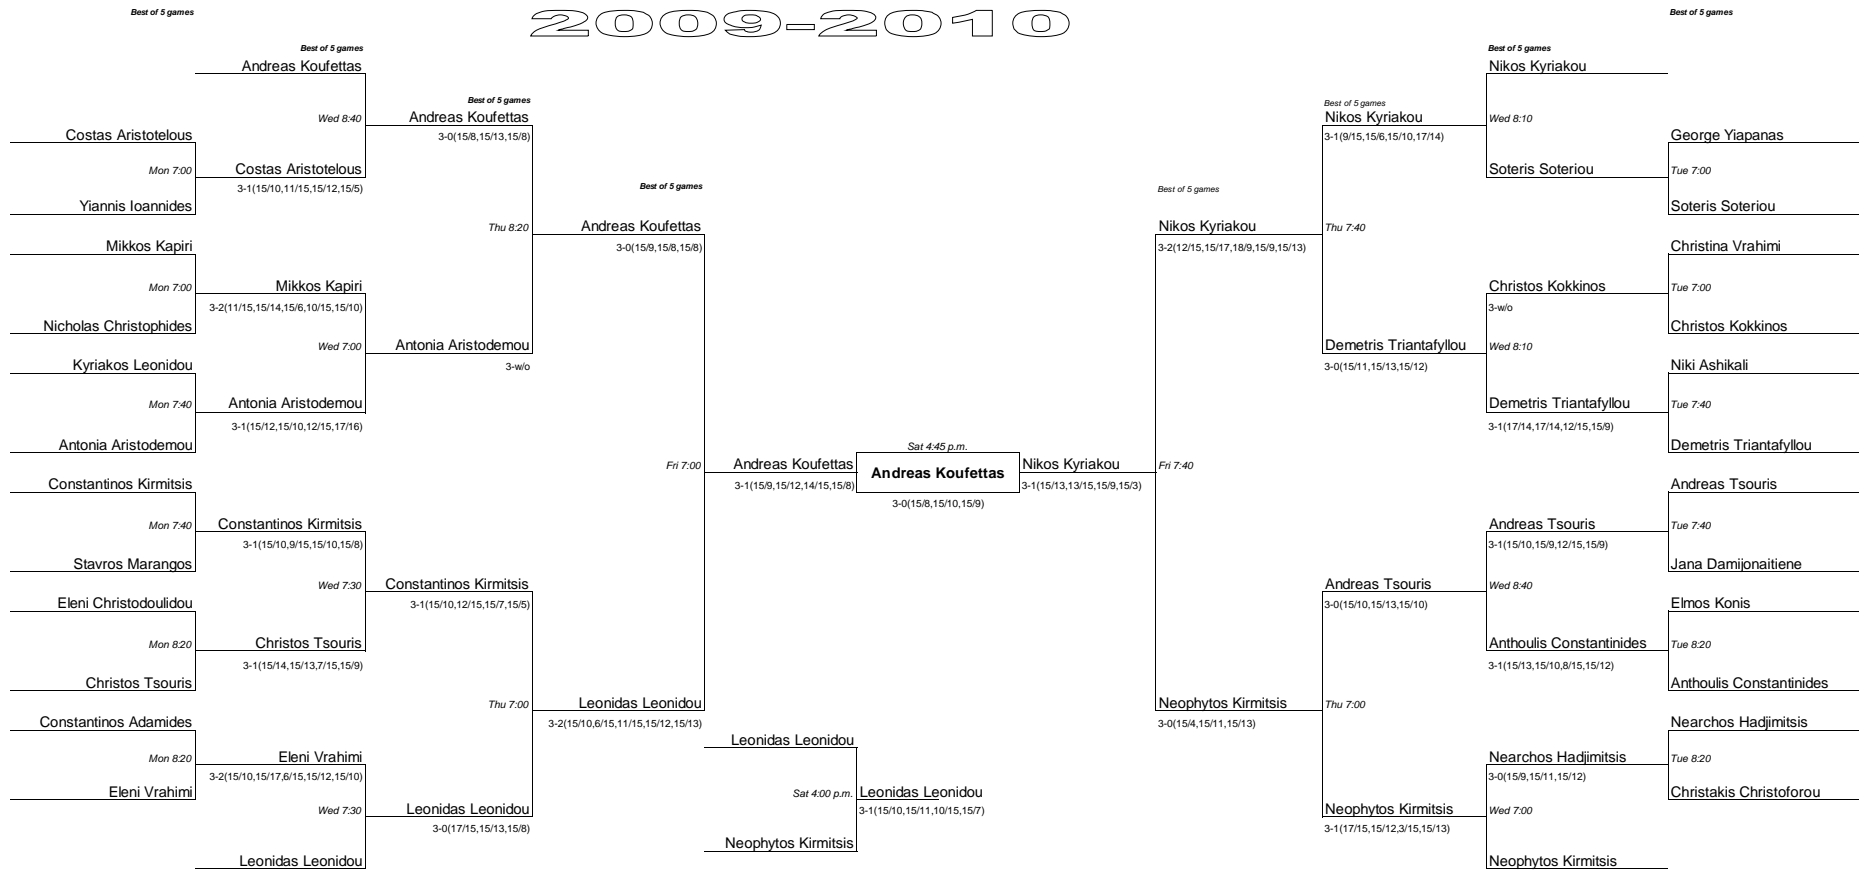 Best of 5 games
2009-2010
Best of 5 games
Best of 5 games
Best of 5 games
Andreas Koufettas
Nikos Kyriakou
Best of 5 games
Best of 5 games
Wed 8:40
Andreas Koufettas
Nikos Kyriakou
Wed 8:10
Costas Aristotelous
3-0(15/8,15/13,15/8)
3-1(9/15,15/6,15/10,17/14)
George Yiapanas
Mon 7:00
Costas Aristotelous
Soteris Soteriou
Tue 7:00
3-1(15/10,11/15,15/12,15/5)
Best of 5 games
Best of 5 games
Yiannis Ioannides
Soteris Soteriou
Thu 8:20
Andreas Koufettas
Nikos Kyriakou
Thu 7:40
Mikkos Kapiri
3-0(15/9,15/8,15/8)
3-2(12/15,15/17,18/9,15/9,15/13)
Christina Vrahimi
Mon 7:00
Mikkos Kapiri
Christos Kokkinos
Tue 7:00
3-2(11/15,15/14,15/6,10/15,15/10)
3-w/o
Nicholas Christophides
Christos Kokkinos
Wed 7:00
Antonia Aristodemou
Demetris Triantafyllou
Wed 8:10
Kyriakos Leonidou
3-w/o
3-0(15/11,15/13,15/12)
Niki Ashikali
Mon 7:40
Antonia Aristodemou
Demetris Triantafyllou
Tue 7:40
3-1(15/12,15/10,12/15,17/16)
3-1(17/14,17/14,12/15,15/9)
Antonia Aristodemou
Sat 4:45 p.m.
Demetris Triantafyllou
Fri 7:00
Andreas Koufettas
Andreas Koufettas
Nikos Kyriakou
Fri 7:40
Constantinos Kirmitsis
3-1(15/9,15/12,14/15,15/8)
3-1(15/13,13/15,15/9,15/3)
Andreas Tsouris
3-0(15/8,15/10,15/9)
Mon 7:40
Constantinos Kirmitsis
Andreas Tsouris
Tue 7:40
3-1(15/10,9/15,15/10,15/8)
3-1(15/10,15/9,12/15,15/9)
Stavros Marangos
Jana Damijonaitiene
Wed 7:30
Constantinos Kirmitsis
Andreas Tsouris
Wed 8:40
Eleni Christodoulidou
3-1(15/10,12/15,15/7,15/5)
3-0(15/10,15/13,15/10)
Elmos Konis
Mon 8:20
Christos Tsouris
Anthoulis Constantinides
Tue 8:20
3-1(15/14,15/13,7/15,15/9)
3-1(15/13,15/10,8/15,15/12)
Christos Tsouris
Anthoulis Constantinides
Thu 7:00
Leonidas Leonidou
Neophytos Kirmitsis
Thu 7:00
Constantinos Adamides
3-2(15/10,6/15,11/15,15/12,15/13)
3-0(15/4,15/11,15/13)
Nearchos Hadjimitsis
Leonidas Leonidou
Mon 8:20
Eleni Vrahimi
Nearchos Hadjimitsis
Tue 8:20
3-2(15/10,15/17,6/15,15/12,15/10)
3-0(15/9,15/11,15/12)
Eleni Vrahimi
Sat 4:00 p.m.
Leonidas Leonidou
Christakis Christoforou
Wed 7:30
Leonidas Leonidou
3-1(15/10,15/11,10/15,15/7)
Neophytos Kirmitsis
Wed 7:00
3-0(17/15,15/13,15/8)
3-1(17/15,15/12,3/15,15/13)
Neophytos Kirmitsis
Leonidas Leonidou
Neophytos Kirmitsis